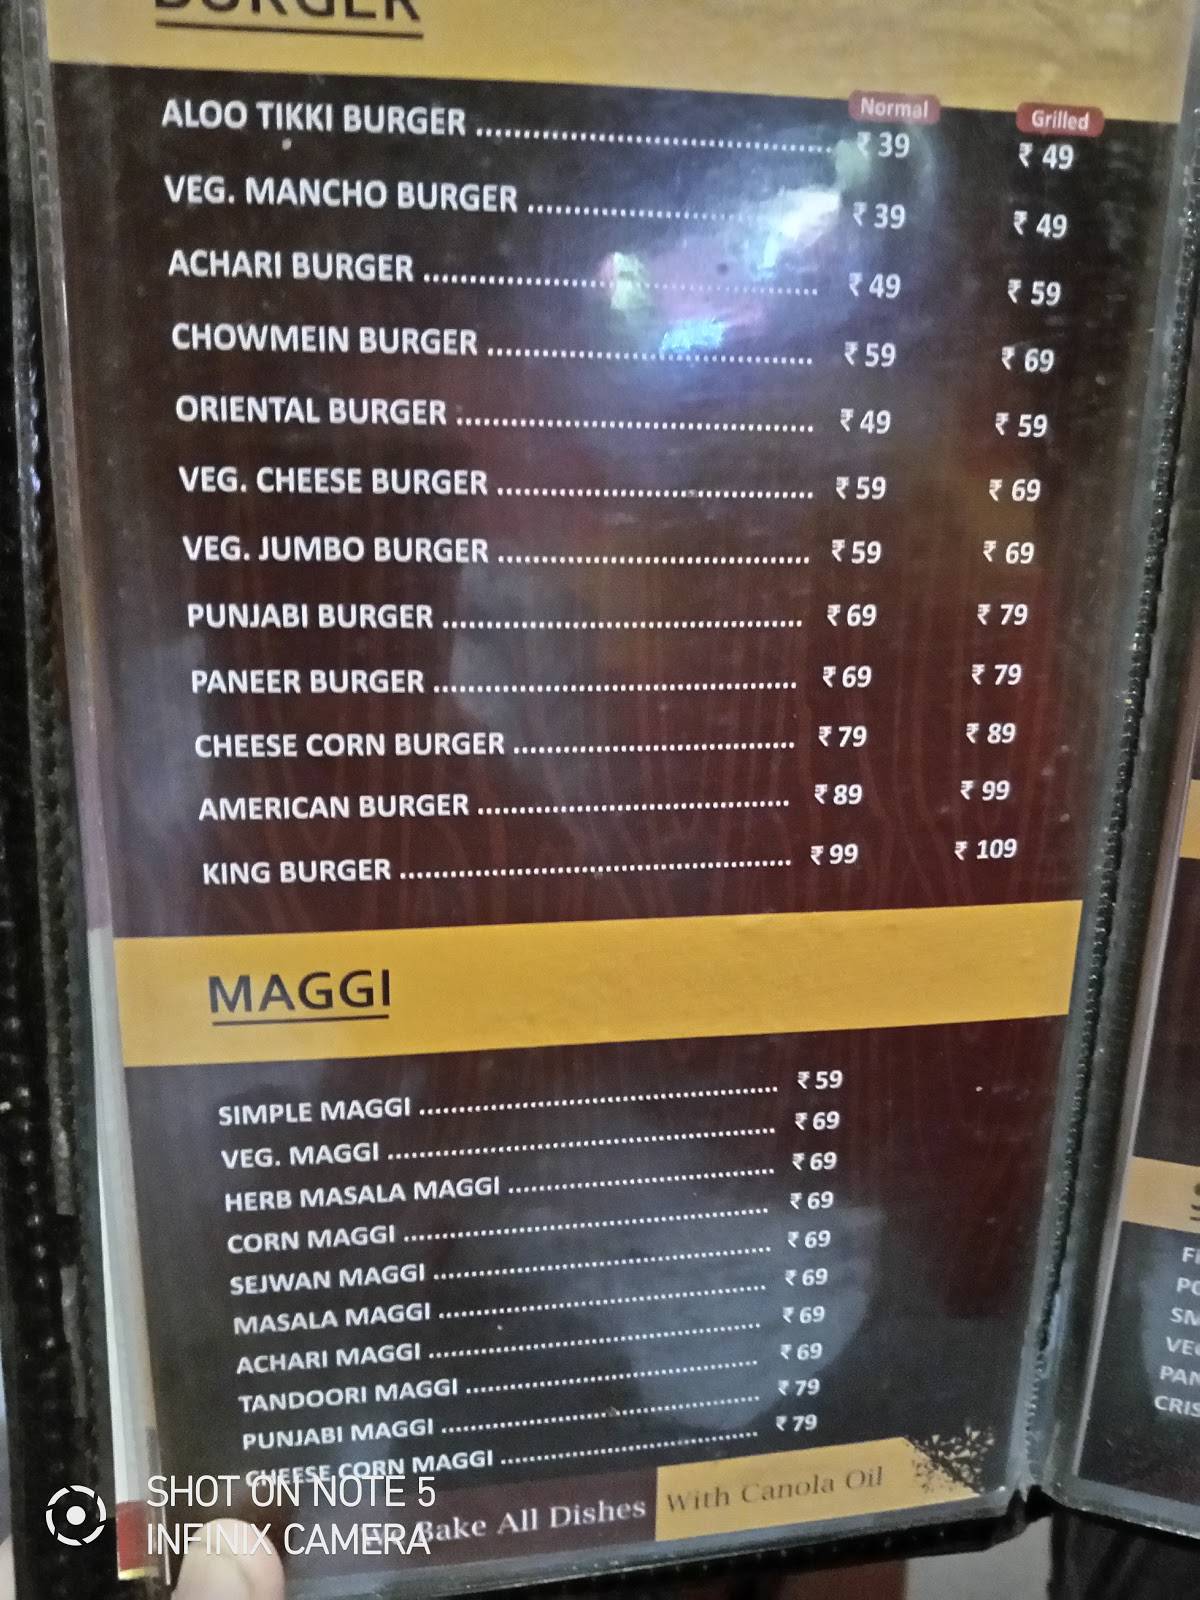 BURGER
Normal Grilled
ALOO TIKKI BURGER ₹ 39 ₹ 49
VEG. MANCHO BURGER ₹ 39 ₹ 49
ACHARI BURGER ₹ 49 ₹ 59
CHOWMEIN BURGER ₹ 59 ₹ 69
ORIENTAL BURGER ₹ 49 ₹ 59
VEG. CHEESE BURGER ₹ 59 ₹ 69
VEG. JUMBO BURGER ₹ 59 ₹ 69
PUNJABI BURGER ₹ 69 ₹ 79
PANEER BURGER ₹ 69 ₹ 79
CHEESE CORN BURGER ₹ 79 ₹ 89
AMERICAN BURGER ₹ 89 ₹ 99
KING BURGER ₹ 99 ₹ 109
MAGGI
SIMPLE MAGGI ₹ 59
VEG. MAGGI ₹ 69
HERB MASALA MAGGI ₹ 69
CORN MAGGI ₹ 69
SEJWAN MAGGI ₹ 69
MASALA MAGGI ₹ 69
ACHARI MAGGI ₹ 69
TANDOORI MAGGI ₹ 69
PUNJABI MAGGI ₹ 79
CHEESE CORN MAGGI ₹ 79
Bake All Dishes With Canola Oil
SHOT ON NOTE 5
INFINIX CAMERA